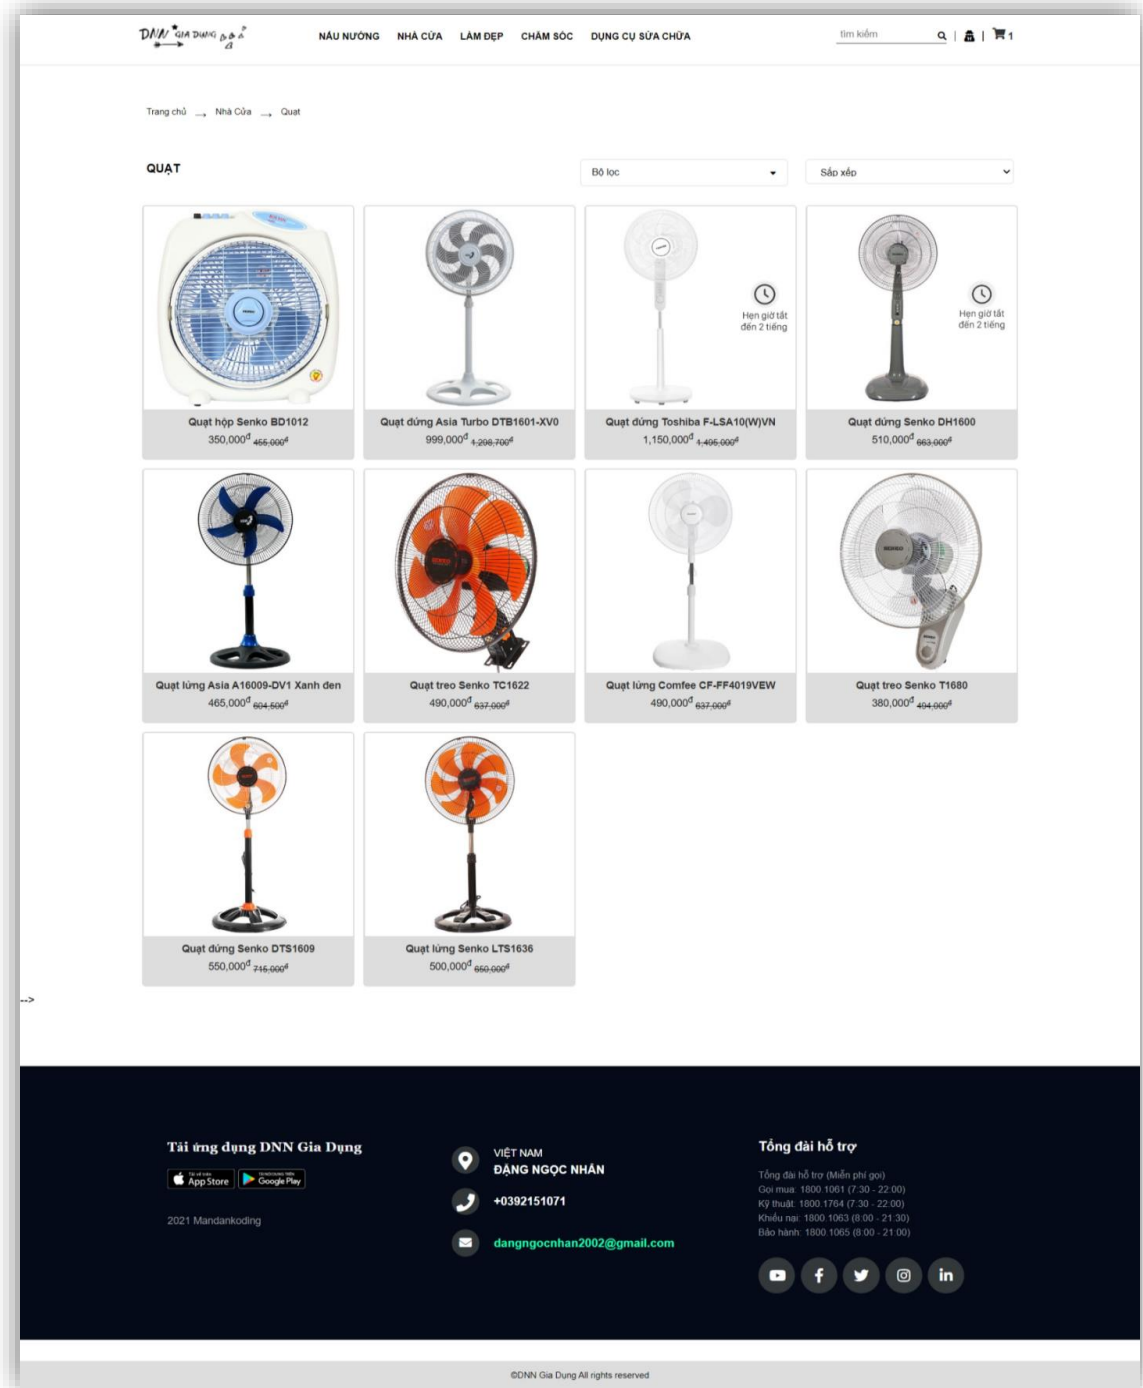 DNN GIA DUNG
NẤU NƯỚNG NHÀ CỬA LÀM ĐẸP CHĂM SÓC DỤNG CỤ SỬA CHỮA
tìm kiếm
1
Trang chủ → Nhà Cửa → Quạt
QUẠT
Bộ lọc
Sắp xếp
Hẹn giờ tắt
đến 2 tiếng
Hẹn giờ tắt
đến 2 tiếng
Quạt hộp Senko BD1012
350,000đ 455,000đ
Quạt đứng Asia Turbo DTB1601-XV0
999,000đ 1,298,700đ
Quạt đứng Toshiba F-LSA10(W)VN
1,150,000đ 1,495,000đ
Quạt đứng Senko DH1600
510,000đ 663,000đ
Quạt lửng Asia A16009-DV1 Xanh đen
465,000đ 604,500đ
Quạt treo Senko TC1622
490,000đ 637,000đ
Quạt lửng Comfee CF-FF4019VEW
490,000đ 637,000đ
Quạt treo Senko T1680
380,000đ 494,000đ
Quạt đứng Senko DTS1609
550,000đ 715,000đ
Quạt lửng Senko LTS1636
500,000đ 650,000đ
-->
Tải ứng dụng DNN Gia Dụng
App Store
Google Play
2021 Mandankoding
VIỆT NAM
ĐẶNG NGỌC NHÂN
+0392151071
dangngocnhan2002@gmail.com
Tổng đài hỗ trợ
Tổng đài hỗ trợ (Miễn phí gọi)
Gọi mua: 1800.1061 (7:30 - 22:00)
Kỹ thuật: 1800.1764 (7:30 - 22:00)
Khiếu nại: 1800.1063 (8:00 - 21:30)
Bảo hành: 1800.1065 (8:00 - 21:00)
©DNN Gia Dung All rights reserved